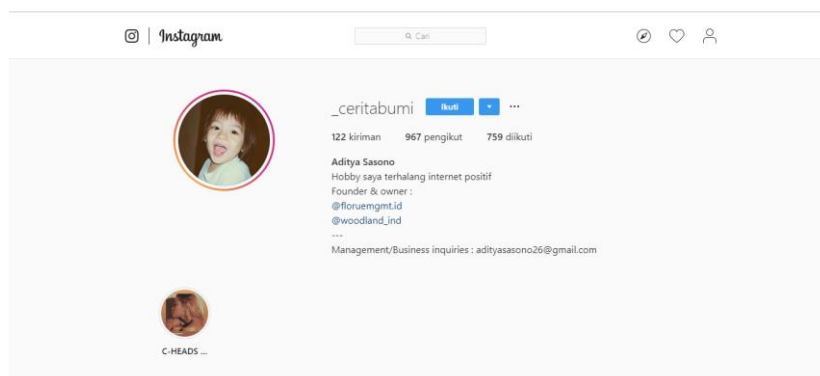 Instagram
Cari
_ceritabumi Ikuti
122 kiriman 967 pengikut 759 diikuti
Aditya Sasono
Hobby saya terhalang internet positif
Founder & owner :
@floruemgmt.id
@woodland_ind
---
Management/Business inquiries : adityasasono26@gmail.com
C-HEADS ...